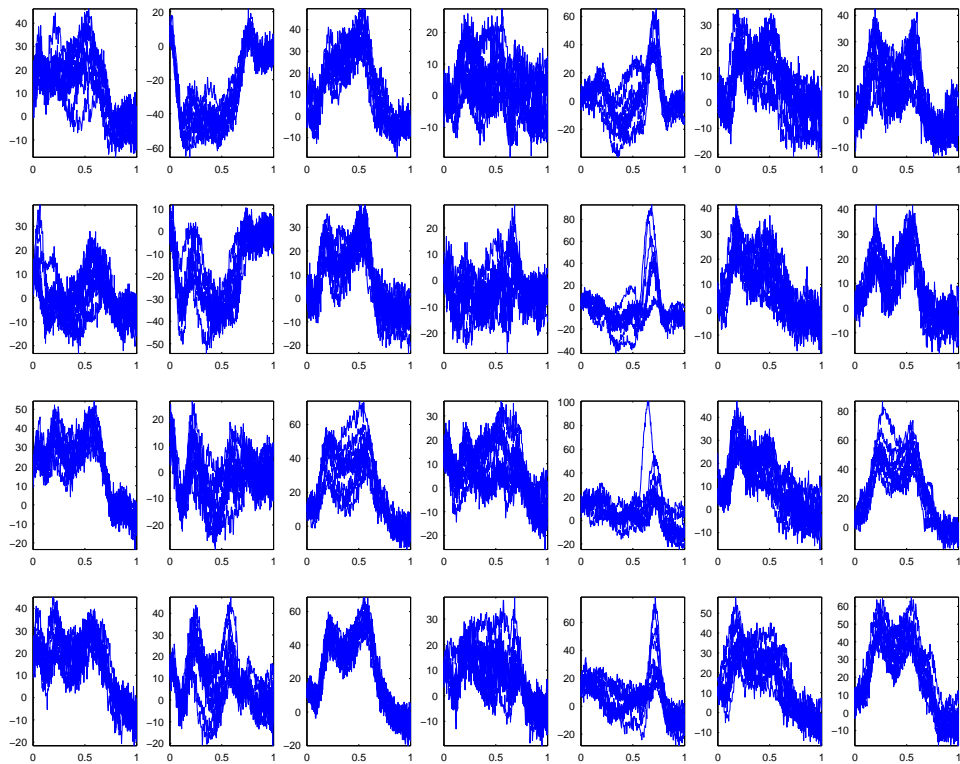 40 20 40 20 60 30 40
30 0 30 10 40 20 30
20 −20 20 0 20 10 20
10 −40 10 −10 0 0 10
0 −60 0 −20 −10 0
−10 −10 −20 −10
0 0.5 1 0 0.5 1 0 0.5 1 0 0.5 1 0 0.5 1 0 0.5 1 0 0.5 1
30 10 30 20 80 40 40
20 0 20 10 60 30 30
10 −10 10 0 40 20 20
0 −20 0 −10 20 10 10
−10 −30 −10 −20 0 0 0
−20 −40 −20 −20 −10 −10
−50 −40
0 0.5 1 0 0.5 1 0 0.5 1 0 0.5 1 0 0.5 1 0 0.5 1 0 0.5 1
50 20 60 30 100 40 80
40 10 40 20 80 30 60
30 0 20 10 60 20 40
20 −10 0 0 40 10 20
10 −20 −10 20 0 0
0 −20 0 −10
−10 −20
−20
0 0.5 1 0 0.5 1 0 0.5 1 0 0.5 1 0 0.5 1 0 0.5 1 0 0.5 1
40 40 60 30 60 50 60
30 30 40 20 40 40 50
20 20 20 10 20 30 40
10 10 0 0 0 20 30
0 0 −20 −10 −20 10 20
−10 −10 0 10
−20 −20 −10 0
−10
0 0.5 1 0 0.5 1 0 0.5 1 0 0.5 1 0 0.5 1 0 0.5 1 0 0.5 1